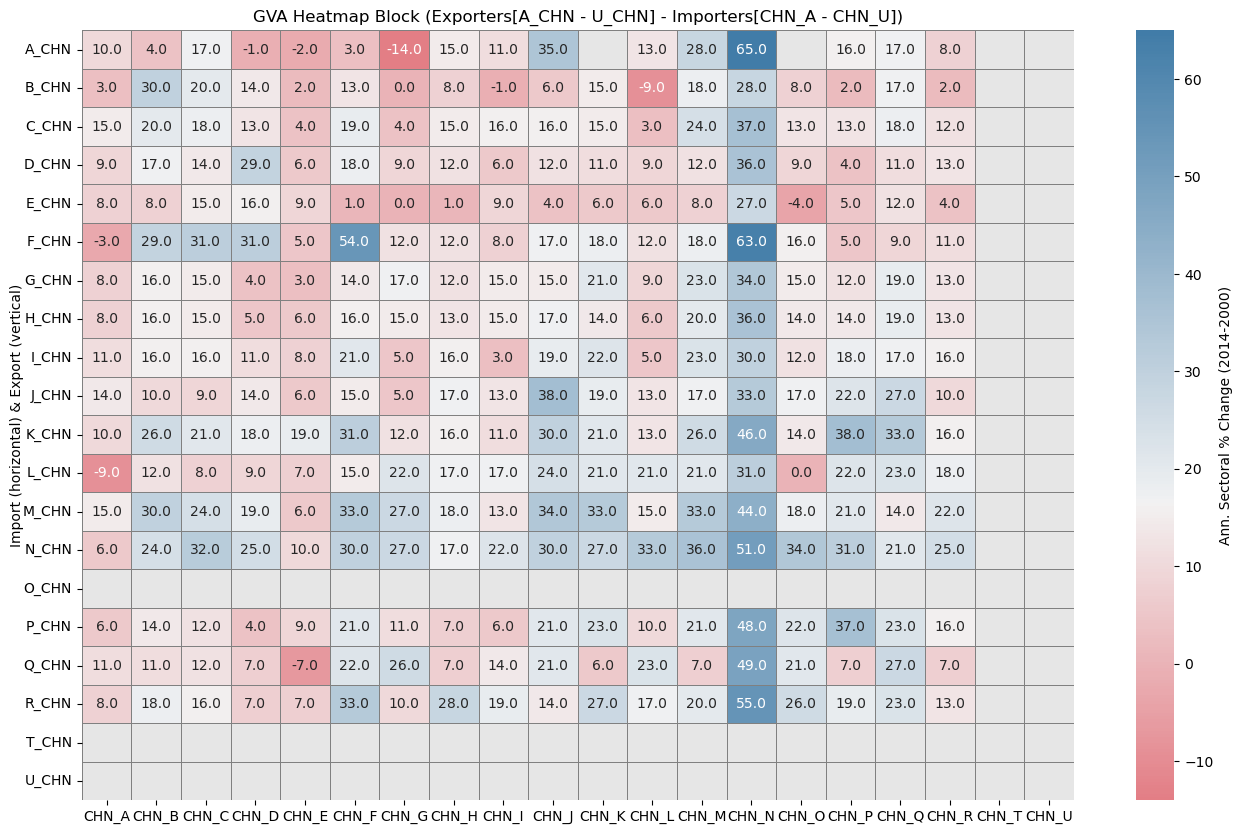 GVA Heatmap Block (Exporters[A_CHN - U_CHN] - Importers[CHN_A - CHN_U])
A_CHN 10.0 4.0 17.0 -1.0 -2.0 3.0 -14.0 15.0 11.0 35.0 13.0 28.0 65.0 16.0 17.0 8.0
B_CHN 3.0 30.0 20.0 14.0 2.0 13.0 0.0 8.0 -1.0 6.0 15.0 -9.0 18.0 28.0 8.0 2.0 17.0 2.0
C_CHN 15.0 20.0 18.0 13.0 4.0 19.0 4.0 15.0 16.0 16.0 15.0 3.0 24.0 37.0 13.0 13.0 18.0 12.0
D_CHN 9.0 17.0 14.0 29.0 6.0 18.0 9.0 12.0 6.0 12.0 11.0 9.0 12.0 36.0 9.0 4.0 11.0 13.0
E_CHN 8.0 8.0 15.0 16.0 9.0 1.0 0.0 1.0 9.0 4.0 6.0 6.0 8.0 27.0 -4.0 5.0 12.0 4.0
F_CHN -3.0 29.0 31.0 31.0 5.0 54.0 12.0 12.0 8.0 17.0 18.0 12.0 18.0 63.0 16.0 5.0 9.0 11.0
G_CHN 8.0 16.0 15.0 4.0 3.0 14.0 17.0 12.0 15.0 15.0 21.0 9.0 23.0 34.0 15.0 12.0 19.0 13.0
H_CHN 8.0 16.0 15.0 5.0 6.0 16.0 15.0 13.0 15.0 17.0 14.0 6.0 20.0 36.0 14.0 14.0 19.0 13.0
I_CHN 11.0 16.0 16.0 11.0 8.0 21.0 5.0 16.0 3.0 19.0 22.0 5.0 23.0 30.0 12.0 18.0 17.0 16.0
J_CHN 14.0 10.0 9.0 14.0 6.0 15.0 5.0 17.0 13.0 38.0 19.0 13.0 17.0 33.0 17.0 22.0 27.0 10.0
K_CHN 10.0 26.0 21.0 18.0 19.0 31.0 12.0 16.0 11.0 30.0 21.0 13.0 26.0 46.0 14.0 38.0 33.0 16.0
L_CHN -9.0 12.0 8.0 9.0 7.0 15.0 22.0 17.0 17.0 24.0 21.0 21.0 21.0 31.0 0.0 22.0 23.0 18.0
M_CHN 15.0 30.0 24.0 19.0 6.0 33.0 27.0 18.0 13.0 34.0 33.0 15.0 33.0 44.0 18.0 21.0 14.0 22.0
N_CHN 6.0 24.0 32.0 25.0 10.0 30.0 27.0 17.0 22.0 30.0 27.0 33.0 36.0 51.0 34.0 31.0 21.0 25.0
O_CHN
P_CHN 6.0 14.0 12.0 4.0 9.0 21.0 11.0 7.0 6.0 21.0 23.0 10.0 21.0 48.0 22.0 37.0 23.0 16.0
Q_CHN 11.0 11.0 12.0 7.0 -7.0 22.0 26.0 7.0 14.0 21.0 6.0 23.0 7.0 49.0 21.0 7.0 27.0 7.0
R_CHN 8.0 18.0 16.0 7.0 7.0 33.0 10.0 28.0 19.0 14.0 27.0 17.0 20.0 55.0 26.0 19.0 23.0 13.0
T_CHN
U_CHN
CHN_A CHN_B CHN_C CHN_D CHN_E CHN_F CHN_G CHN_H CHN_I CHN_J CHN_K CHN_L CHN_M CHN_N CHN_O CHN_P CHN_Q CHN_R CHN_T CHN_U
Import (horizontal) & Export (vertical)
60
50
40
30
20
10
0
−10
Ann. Sectoral % Change (2014-2000)